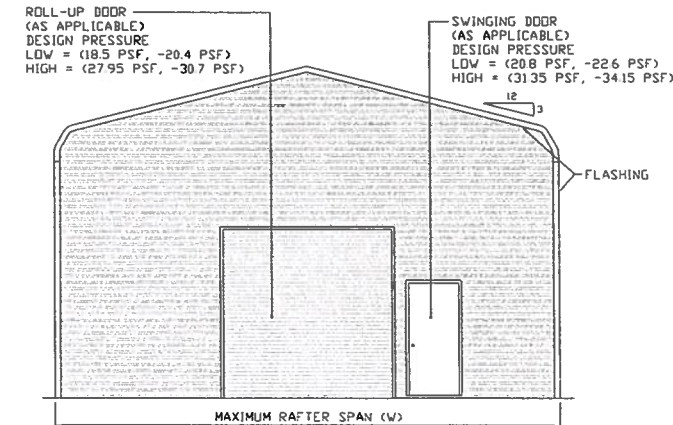 ROLL-UP DOOR
(AS APPLICABLE)
DESIGN PRESSURE
LOW = (18.5 PSF, -20.4 PSF)
HIGH = (27.95 PSF, -30.7 PSF)
SWINGING DOOR
(AS APPLICABLE)
DESIGN PRESSURE
LOW = (20.8 PSF, -22.6 PSF)
HIGH = (31.35 PSF, -34.15 PSF)
12
3
FLASHING
MAXIMUM RAFTER SPAN (W)